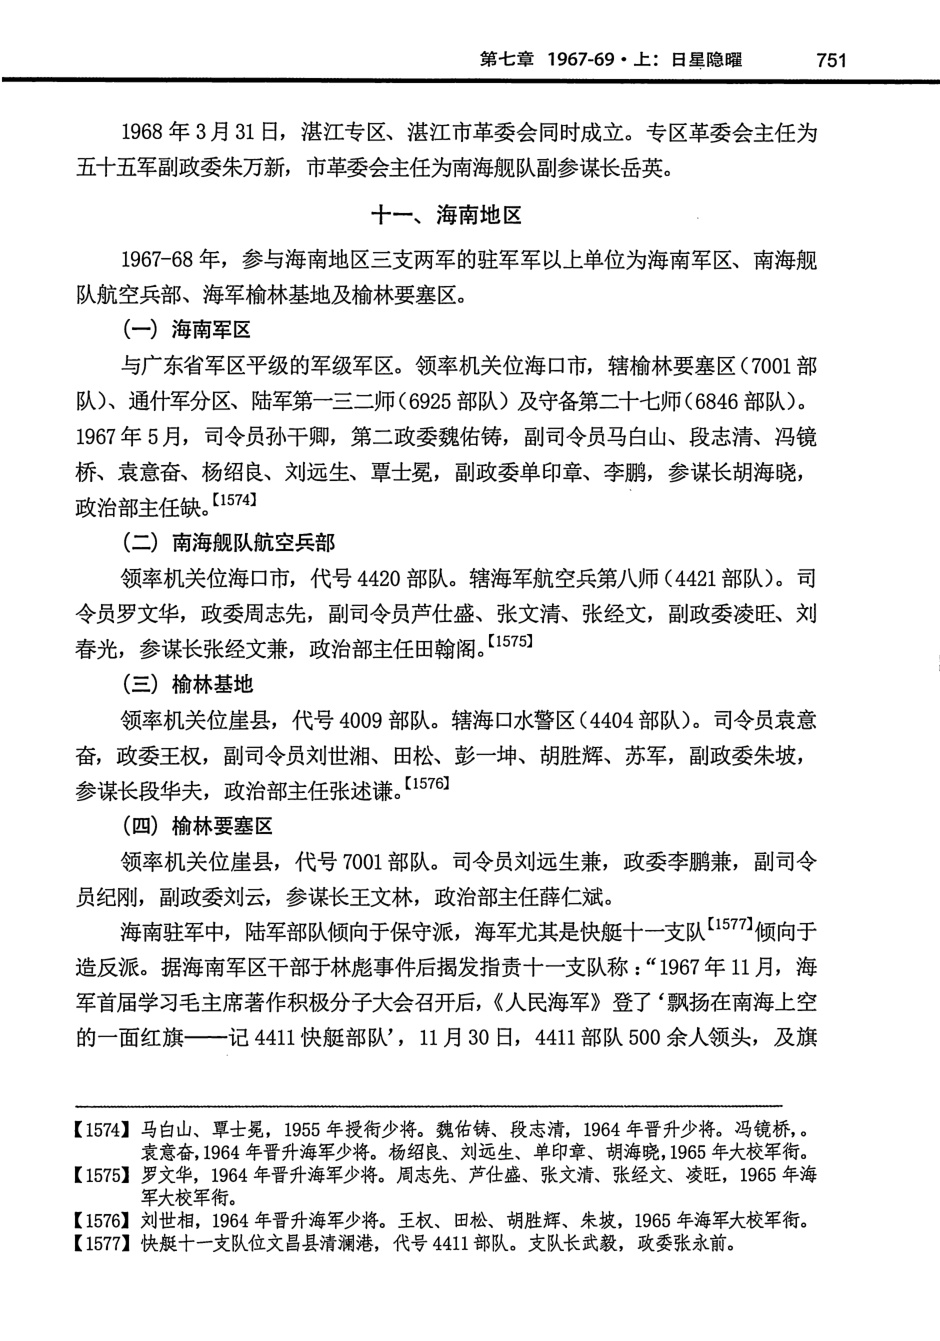 第七章 1967-69·上：日星隐曜 751
1968 年 3 月 31 日，湛江专区、湛江市革委会同时成立。专区革委会主任为
五十五军副政委朱万新，市革委会主任为南海舰队副参谋长岳英。
十一、海南地区
1967-68 年，参与海南地区三支两军的驻军军以上单位为海南军区、南海舰
队航空兵部、海军榆林基地及榆林要塞区。
（一）海南军区
与广东省军区平级的军级军区。领率机关位海口市，辖榆林要塞区（7001 部
队）、通什军分区、陆军第一三二师（6925 部队）及守备第二十七师（6846 部队）。
1967 年 5 月，司令员孙干卿，第二政委魏佑铸，副司令员马白山、段志清、冯镜
桥、袁意奋、杨绍良、刘远生、覃士冕，副政委单印章、李鹏，参谋长胡海晓，
政治部主任缺。【1574】
（二）南海舰队航空兵部
领率机关位海口市，代号 4420 部队。辖海军航空兵第八师（4421 部队）。司
令员罗文华，政委周志先，副司令员芦仕盛、张文清、张经文，副政委凌旺、刘
春光，参谋长张经文兼，政治部主任田翰阁。【1575】
（三）榆林基地
领率机关位崖县，代号 4009 部队。辖海口水警区（4404 部队）。司令员袁意
奋，政委王权，副司令员刘世湘、田松、彭一坤、胡胜辉、苏军，副政委朱坡，
参谋长段华夫，政治部主任张述谦。【1576】
（四）榆林要塞区
领率机关位崖县，代号 7001 部队。司令员刘远生兼，政委李鹏兼，副司令
员纪刚，副政委刘云，参谋长王文林，政治部主任薛仁斌。
海南驻军中，陆军部队倾向于保守派，海军尤其是快艇十一支队【1577】倾向于
造反派。据海南军区干部于林彪事件后揭发指责十一支队称：“1967 年 11 月，海
军首届学习毛主席著作积极分子大会召开后，《人民海军》登了‘飘扬在南海上空
的一面红旗——记 4411 快艇部队’，11 月 30 日，4411 部队 500 余人领头，及旗
【1574】马白山、覃士冕，1955 年授衔少将。魏佑铸、段志清，1964 年晋升少将。冯镜桥，。
袁意奋，1964 年晋升海军少将。杨绍良、刘远生、单印章、胡海晓，1965 年大校军衔。
【1575】罗文华，1964 年晋升海军少将。周志先、芦仕盛、张文清、张经文、凌旺，1965 年海
军大校军衔。
【1576】刘世相，1964 年晋升海军少将。王权、田松、胡胜辉、朱坡，1965 年海军大校军衔。
【1577】快艇十一支队位文昌县清澜港，代号 4411 部队。支队长武毅，政委张永前。